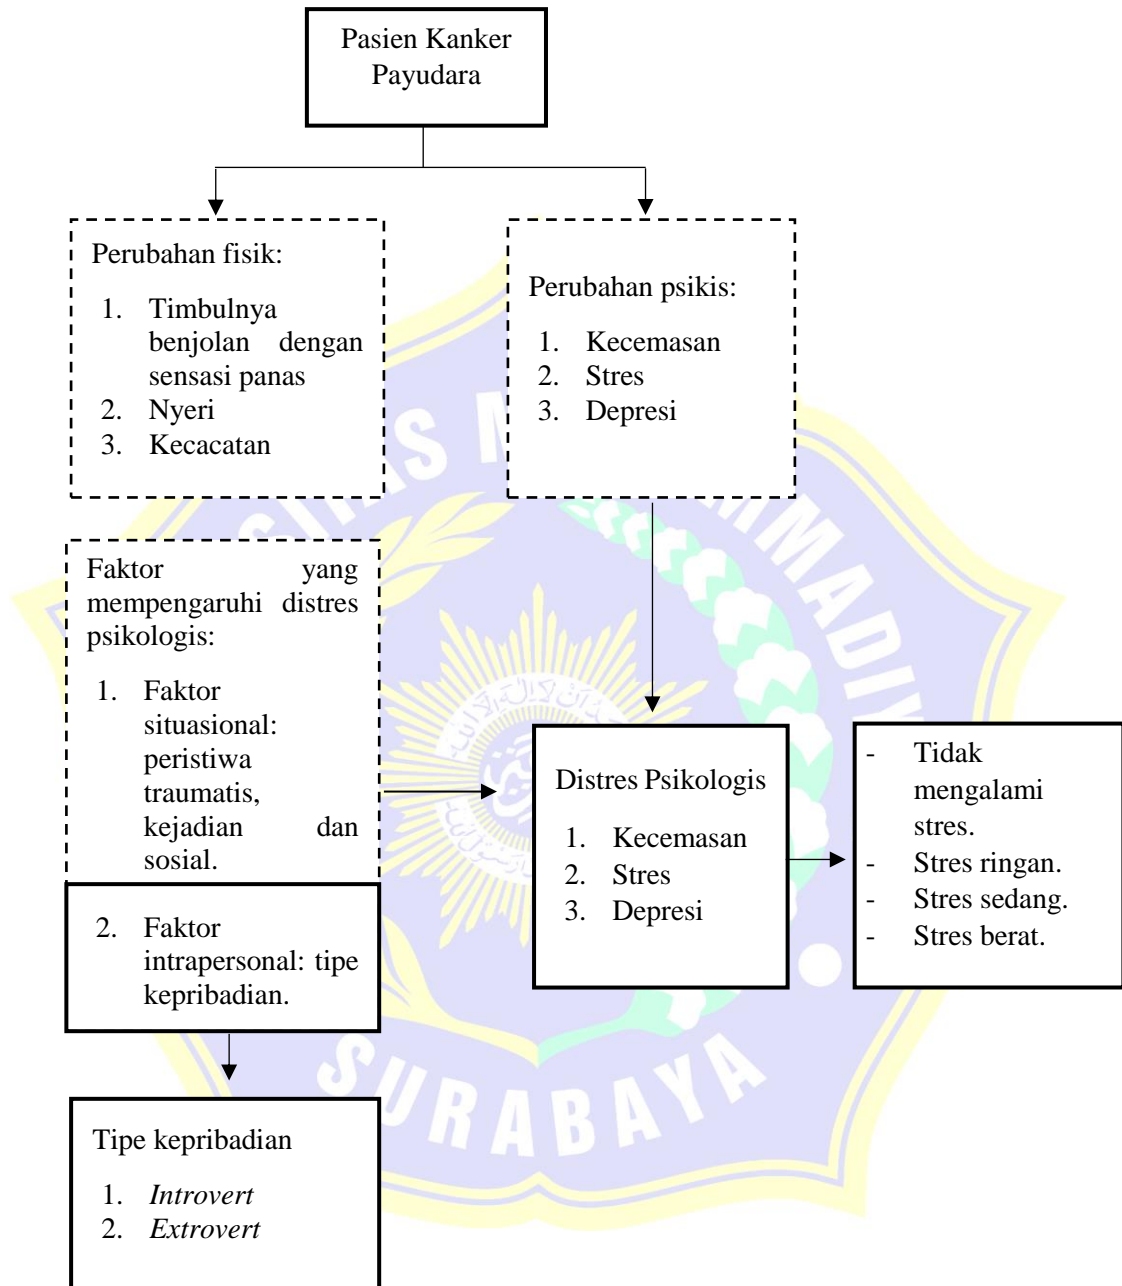 Pasien Kanker
Payudara
Perubahan fisik:
1. Timbulnya
benjolan dengan
sensasi panas
2. Nyeri
3. Kecacatan
Perubahan psikis:
1. Kecemasan
2. Stres
3. Depresi
Faktor yang
mempengaruhi distres
psikologis:
1. Faktor
situasional:
peristiwa
traumatis,
kejadian dan
sosial.
2. Faktor
intrapersonal: tipe
kepribadian.
Distres Psikologis
1. Kecemasan
2. Stres
3. Depresi
- Tidak
mengalami
stres.
- Stres ringan.
- Stres sedang.
- Stres berat.
Tipe kepribadian
1. Introvert
2. Extrovert
SURABAYA